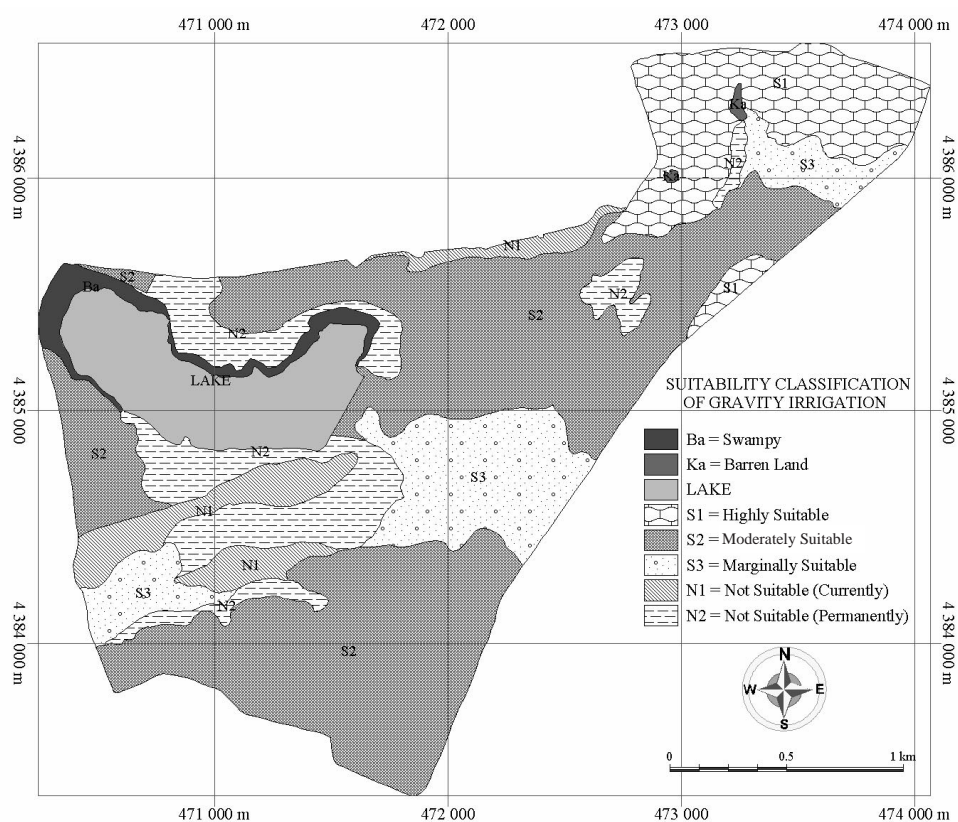 471 000 m
472 000 m
473 000 m
474 000 m
S1
Ka
4 386 000 m
4 386 000 m
N2
S3
Ka
N1
S2
Ba
S1
N2
S2
N2
LAKE
SUITABILITY CLASSIFICATION
OF GRAVITY IRRIGATION
4 385 000
4 385 000
Ba = Swampy
S2
N2
Ka = Barren Land
S3
LAKE
N1
S1 = Highly Suitable
S2 = Moderately Suitable
N1
S3 = Marginally Suitable
S3
N1 = Not Suitable (Currently)
N2
N2 = Not Suitable (Permanently)
4 384 000 m
4 384 000 m
S2
N
W
E
S
0
0.5
1 km
471 000 m
472 000 m
473 000 m
474 000 m